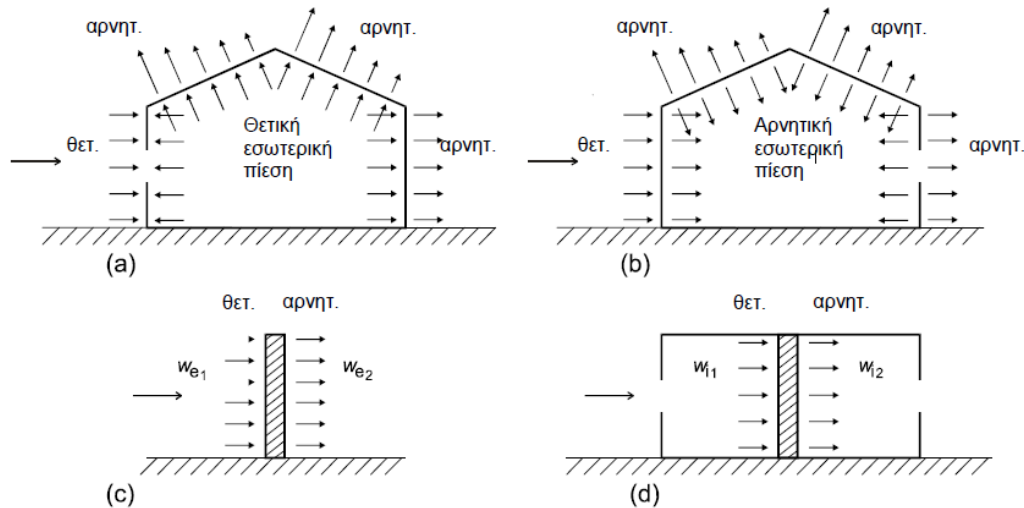 αρνητ.
αρνητ.
θετ.
Θετική
εσωτερική
πίεση
αρνητ.
(a)
αρνητ.
αρνητ.
θετ.
Αρνητική
εσωτερική
πίεση
αρνητ.
(b)
θετ. αρνητ.
we1
we2
(c)
θετ. αρνητ.
wi1
wi2
(d)